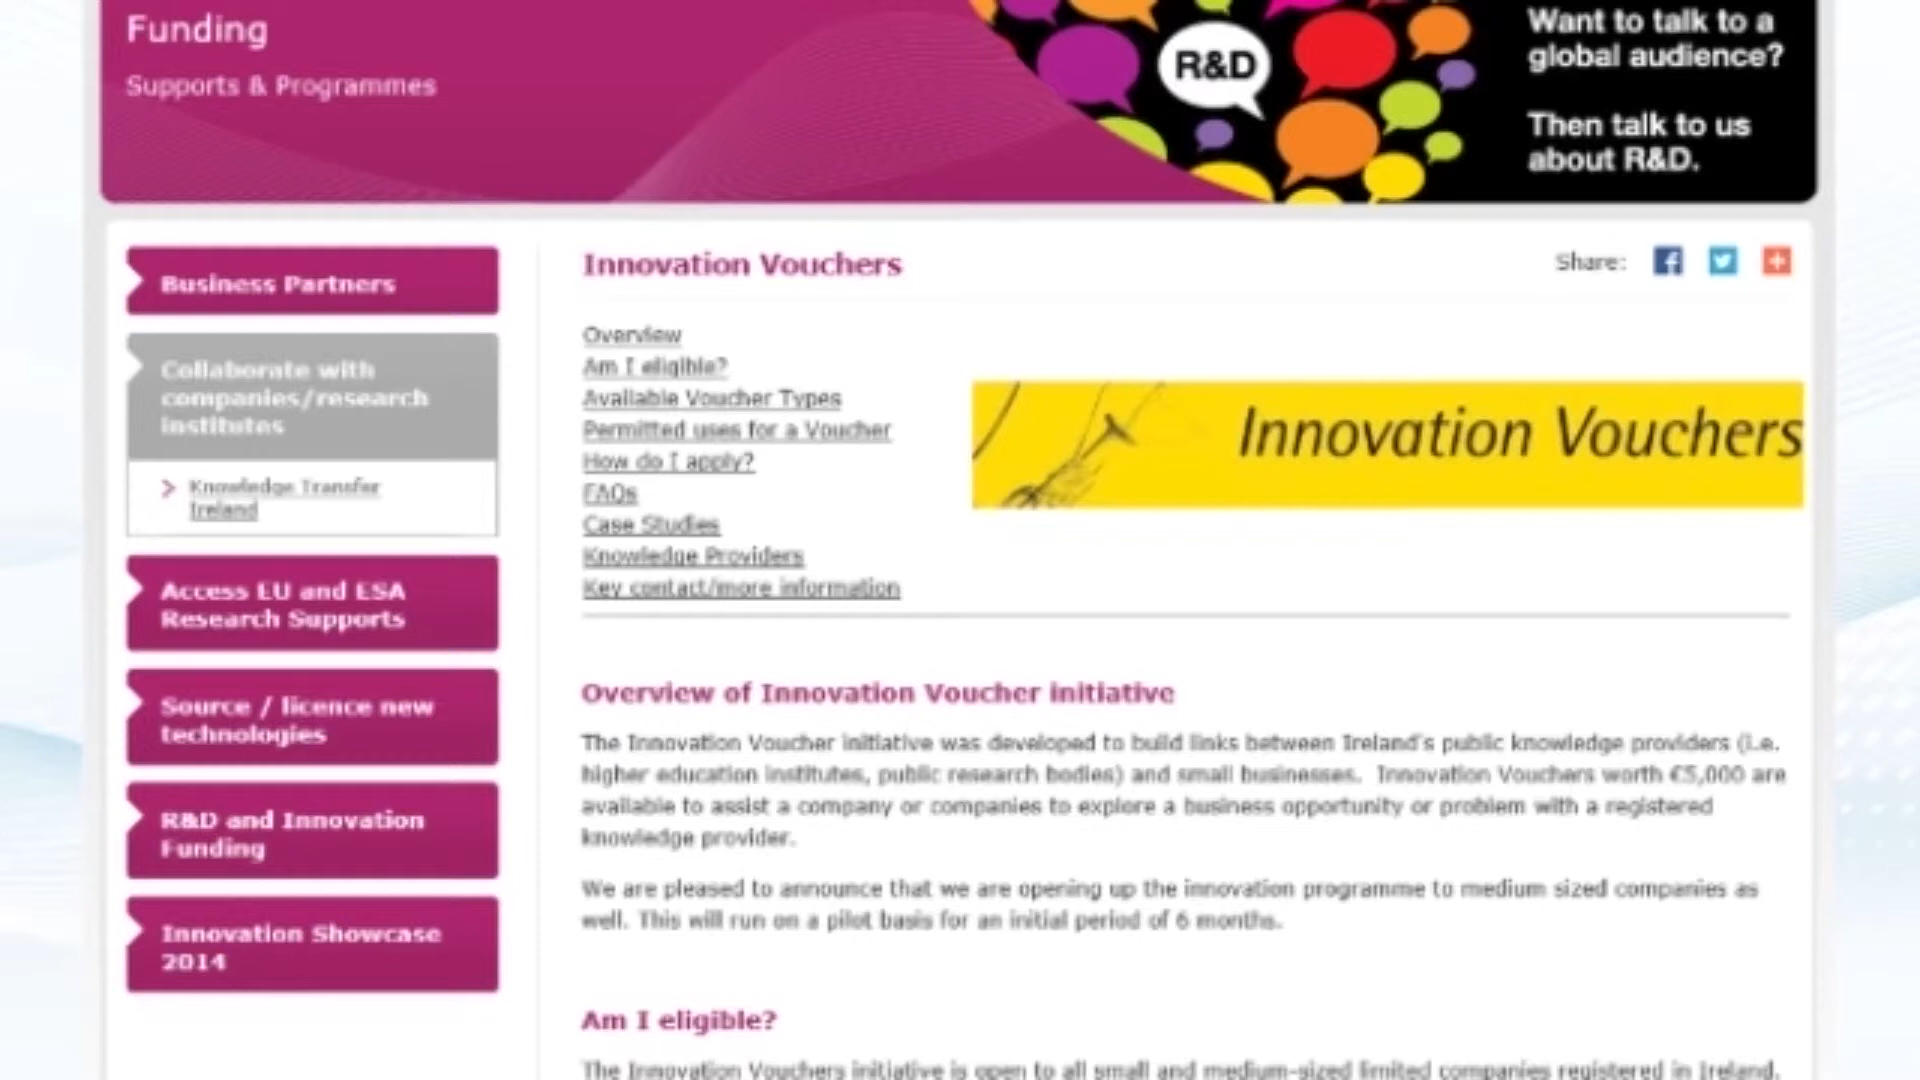 Funding
Supports & Programmes
R&D
Want to talk to a
global audience?
Then talk to us
about R&D.
Business Partners
Collaborate with
companies/research
institutes
Knowledge Transfer
Ireland
Access EU and ESA
Research Supports
Source / licence new
technologies
R&D and Innovation
Funding
Innovation Showcase
2014
Innovation Vouchers
Share:
Overview
Am I eligible?
Available Voucher Types
Permitted uses for a Voucher
How do I apply?
FAQs
Case Studies
Knowledge Providers
Key contact/more information
Innovation Vouchers
Overview of Innovation Voucher initiative
The Innovation Voucher initiative was developed to build links between Ireland's public knowledge providers (i.e.
higher education institutes, public research bodies) and small businesses. Innovation Vouchers worth €5,000 are
available to assist a company or companies to explore a business opportunity or problem with a registered
knowledge provider.
We are pleased to announce that we are opening up the innovation programme to medium sized companies as
well. This will run on a pilot basis for an initial period of 6 months.
Am I eligible?
The Innovation Vouchers initiative is open to all small and medium-sized limited companies registered in Ireland.